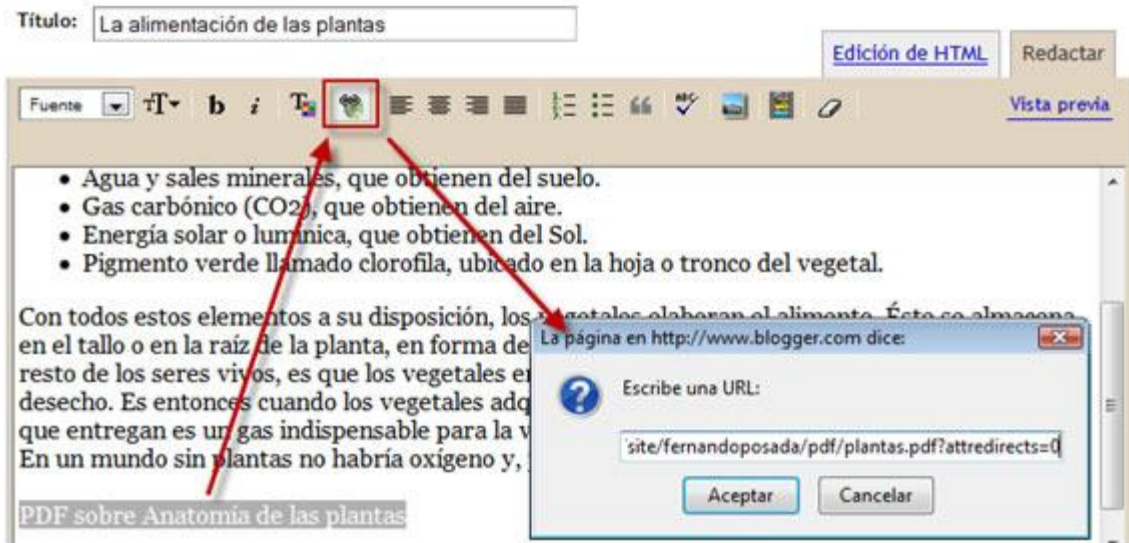 Título: La alimentación de las plantas
Edición de HTML Redactar
Fuente T b i T ABC Vista previa
• Agua y sales minerales, que obtienen del suelo.
• Gas carbónico (CO2), que obtienen del aire.
• Energía solar o lumínica, que obtienen del Sol.
• Pigmento verde llamado clorofila, ubicado en la hoja o tronco del vegetal.
Con todos estos elementos a su disposición, los vegetales elaboran el alimento. Éste se almacena
en el tallo o en la raíz de la planta, en forma de
resto de los seres vivos, es que los vegetales
desecho. Es entonces cuando los vegetales
que entregan es un gas indispensable para la
En un mundo sin plantas no habría oxígeno y,
PDF sobre Anatomía de las plantas
La página en http://www.blogger.com dice:
Escribe una URL:
site/fernandoposada/pdf/plantas.pdf?attredirects=0
Aceptar Cancelar